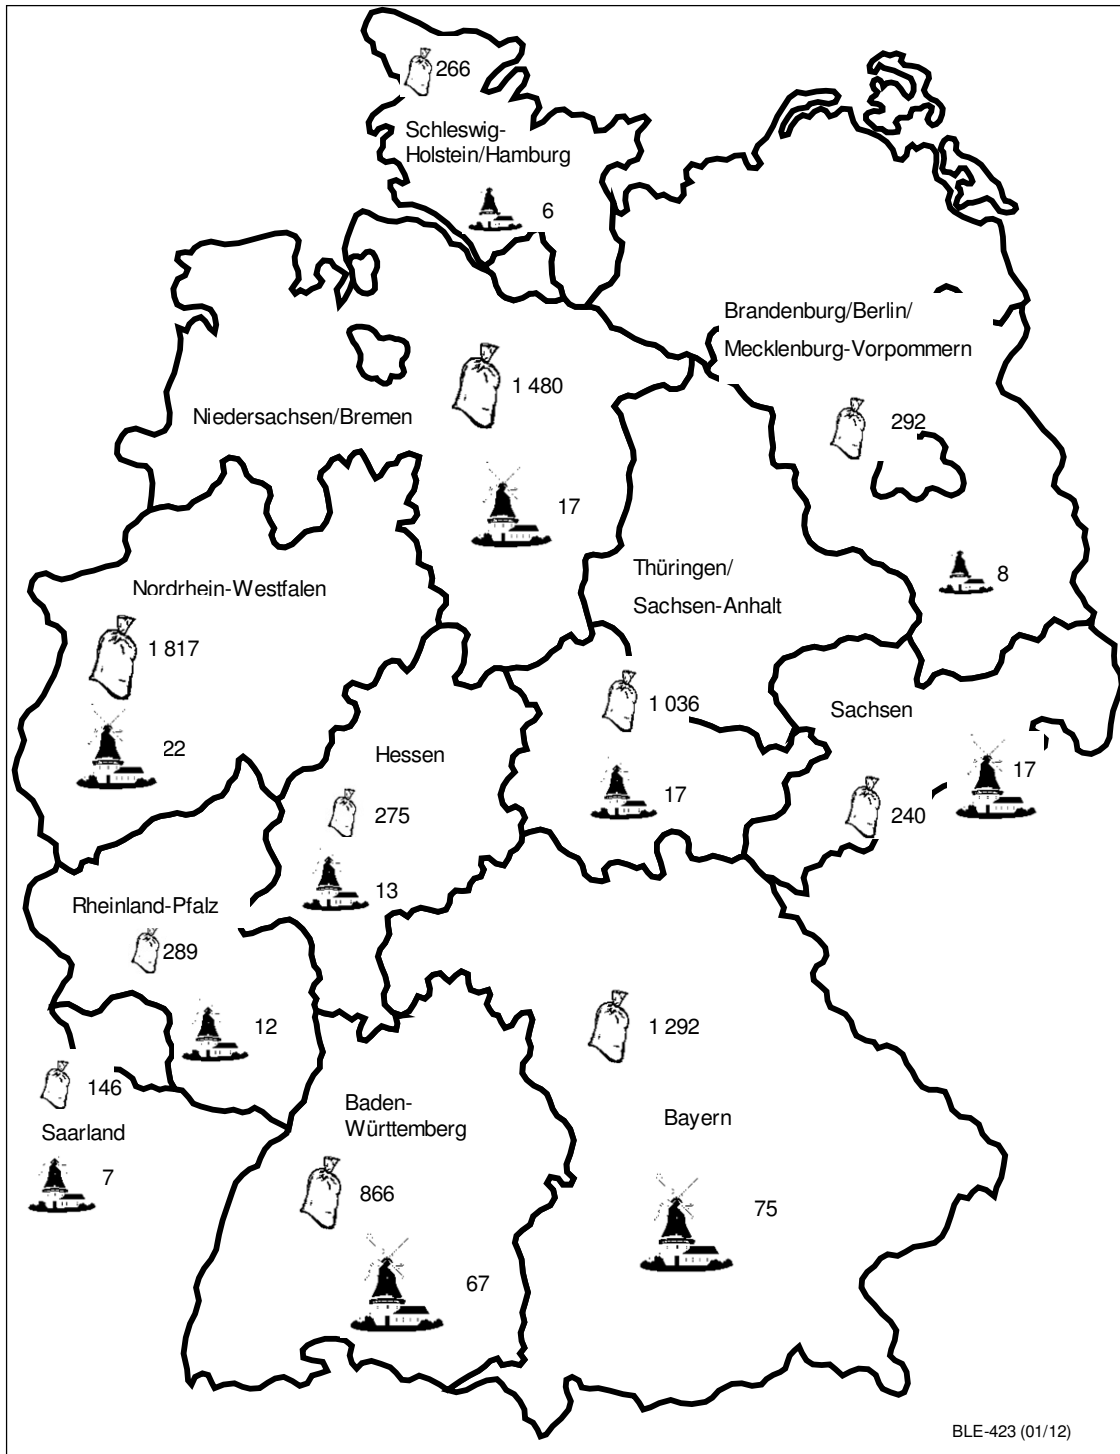 266
Schleswig-
Holstein/Hamburg
6
Brandenburg/Berlin/
Mecklenburg-Vorpommern
292
8
Niedersachsen/Bremen
1 480
17
Nordrhein-Westfalen
1 817
22
Thüringen/
Sachsen-Anhalt
1 036
17
Sachsen
17
240
Hessen
275
13
Rheinland-Pfalz
289
12
146
Saarland
7
Baden-
Württemberg
866
67
1 292
Bayern
75
BLE-423 (01/12)